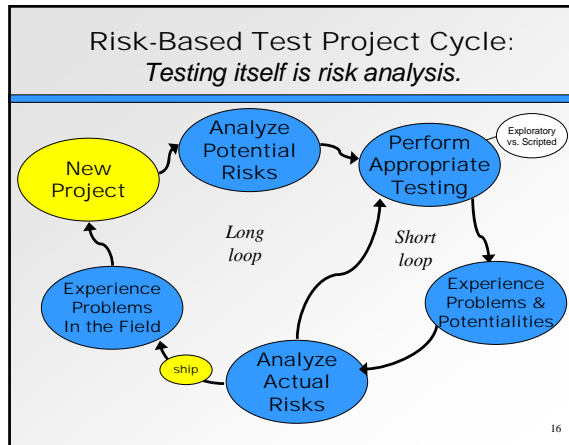 Risk-Based Test Project Cycle:
Testing itself is risk analysis.
New
Project
Analyze
Potential
Risks
Perform
Appropriate
Testing
Exploratory
vs. Scripted
Long
loop
Short
loop
Experience
Problems
In the Field
Experience
Problems &
Potentialities
ship
Analyze
Actual
Risks
16